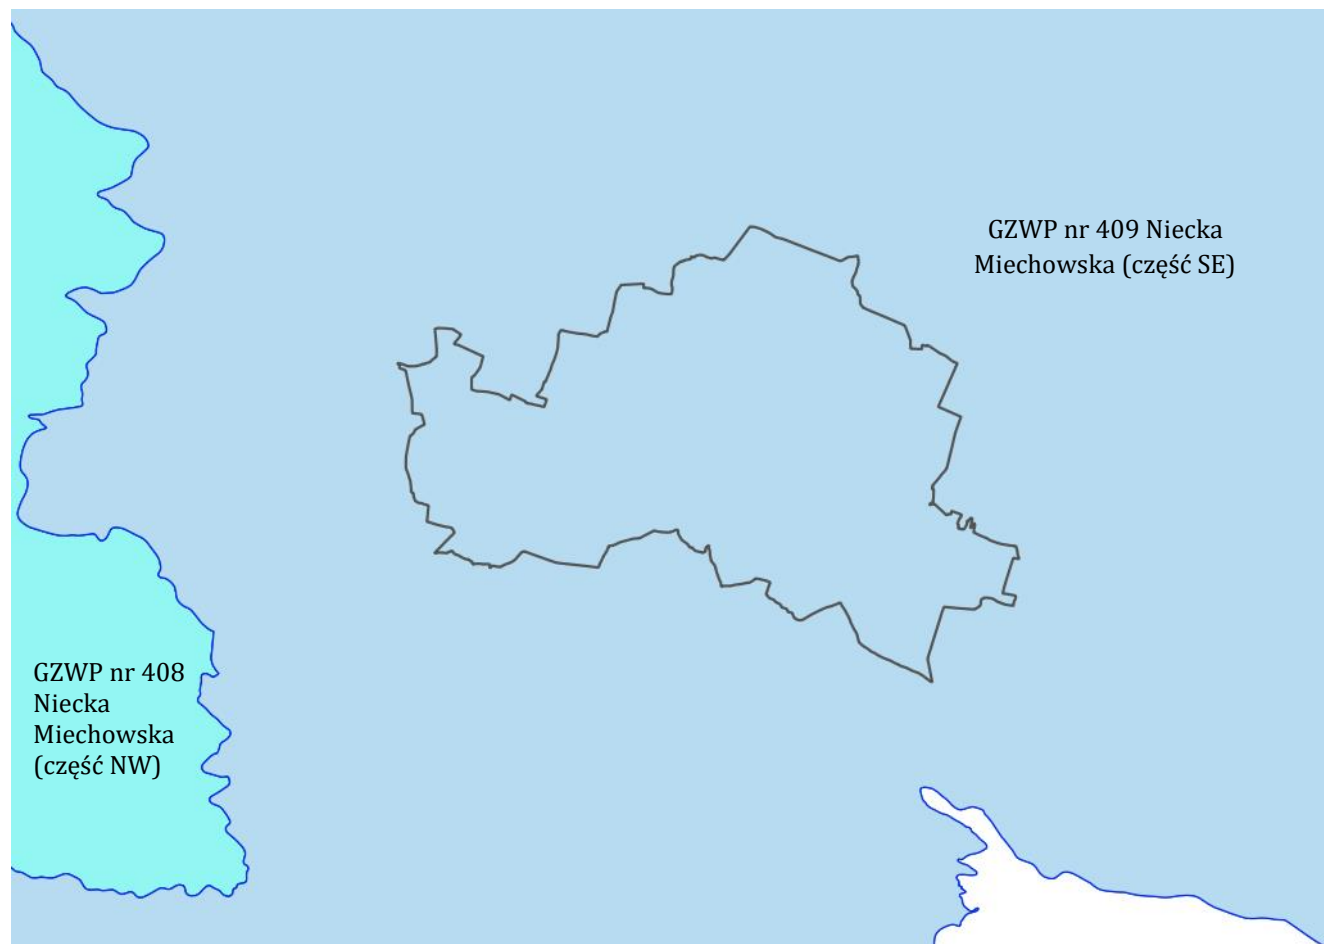 GZWP nr 409 Niecka
Miechowska (część SE)
GZWP nr 408
Niecka
Miechowska
(część NW)